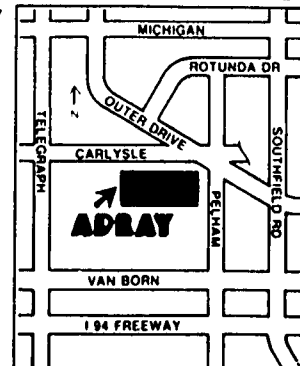 MICHIGAN
ROTUNDA DR
N
OUTER DRIVE
TELEGRAPH
CARLYSLE
SOUTHFIELD RD
ADRAY
PELHAM
VAN BORN
I 94 FREEWAY